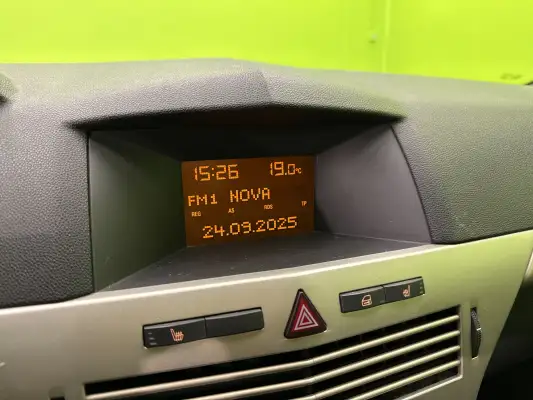 15:26 19.0°C
FM1 NOVA
REG AS RDS TP
24.09.2025